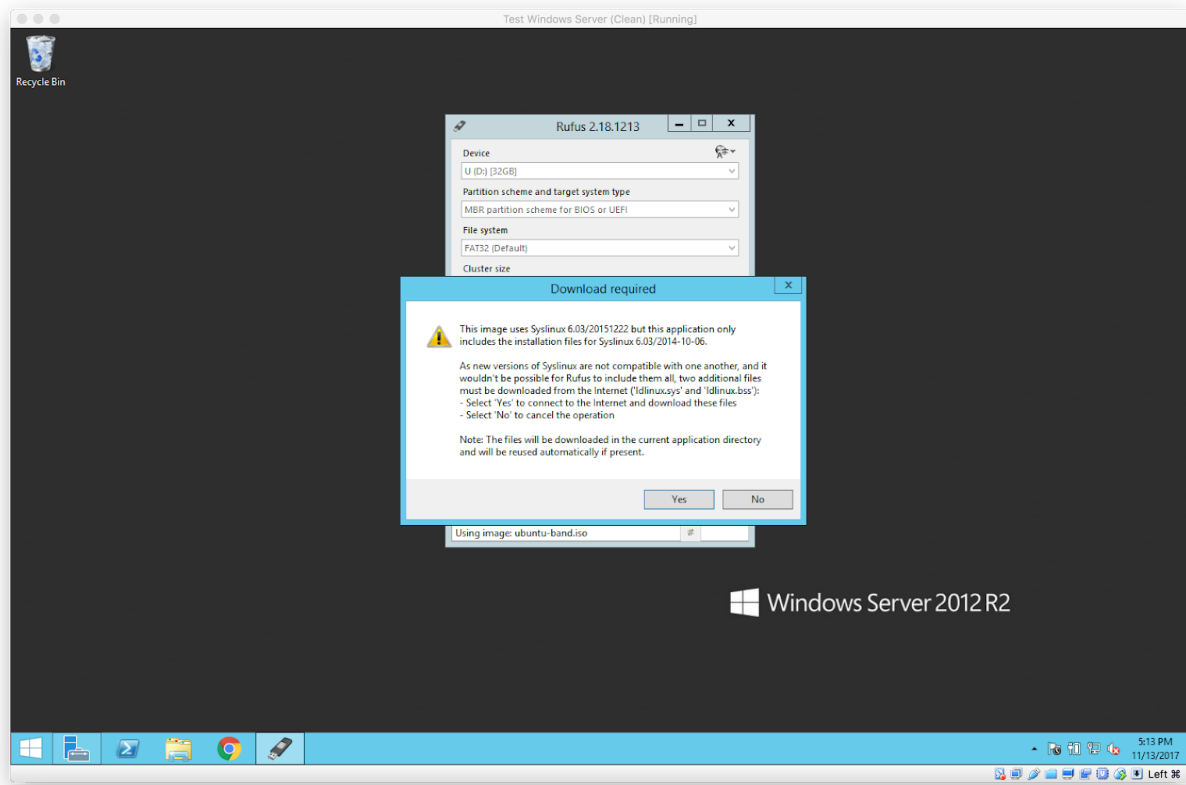 Test Windows Server (Clean) [Running]
Recycle Bin
Rufus 2.18.1213
Device
U (D:) [32GB]
Partition scheme and target system type
MBR partition scheme for BIOS or UEFI
File system
FAT32 (Default)
Cluster size
Download required
This image uses Syslinux 6.03/20151222 but this application only
includes the installation files for Syslinux 6.03/2014-10-06.
As new versions of Syslinux are not compatible with one another, and it
wouldn't be possible for Rufus to include them all, two additional files
must be downloaded from the Internet ('ldlinux.sys' and 'ldlinux.bss'):
- Select 'Yes' to connect to the Internet and download these files
- Select 'No' to cancel the operation
Note: The files will be downloaded in the current application directory
and will be reused automatically if present.
Yes No
Using image: ubuntu-band.iso #
Windows Server 2012 R2
5:13 PM
11/13/2017
Left ⌘